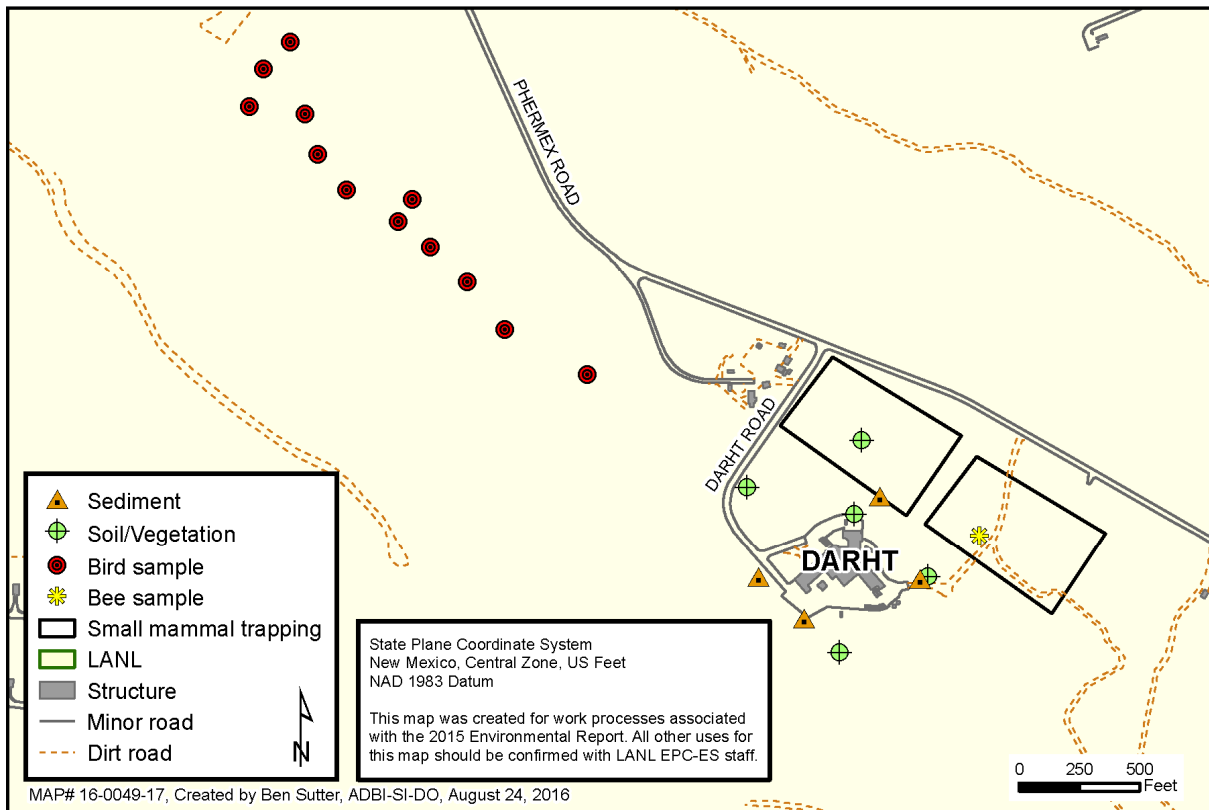 PHERMEX ROAD
DARHT ROAD
DARHT
Sediment
Soil/Vegetation
Bird sample
Bee sample
Small mammal trapping
LANL
Structure
Minor road
Dirt road
N
State Plane Coordinate System
New Mexico, Central Zone, US Feet
NAD 1983 Datum
This map was created for work processes associated
with the 2015 Environmental Report. All other uses for
this map should be confirmed with LANL EPC-ES staff.
0 250 500
Feet
MAP# 16-0049-17, Created by Ben Sutter, ADBI-SI-DO, August 24, 2016